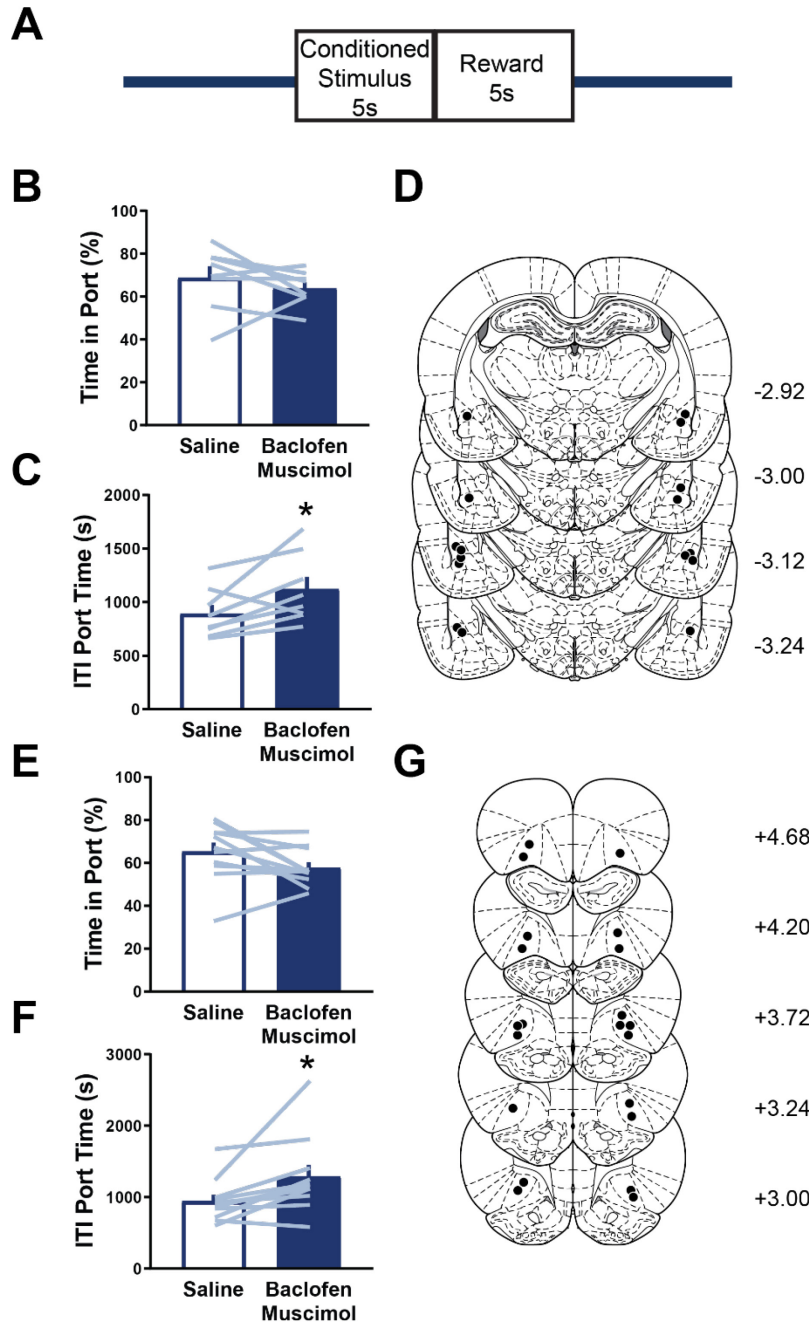 A
Conditioned
Stimulus
5s
Reward
5s
B
Time in Port (%)
100
80
60
40
20
0
Saline
Baclofen
Muscimol
C
ITI Port Time (s)
2000
1500
1000
500
0
*
Saline
Baclofen
Muscimol
D
-2.92
-3.00
-3.12
-3.24
E
Time in Port (%)
100
80
60
40
20
0
Saline
Baclofen
Muscimol
F
ITI Port Time (s)
3000
2000
1000
0
*
Saline
Baclofen
Muscimol
G
+4.68
+4.20
+3.72
+3.24
+3.00